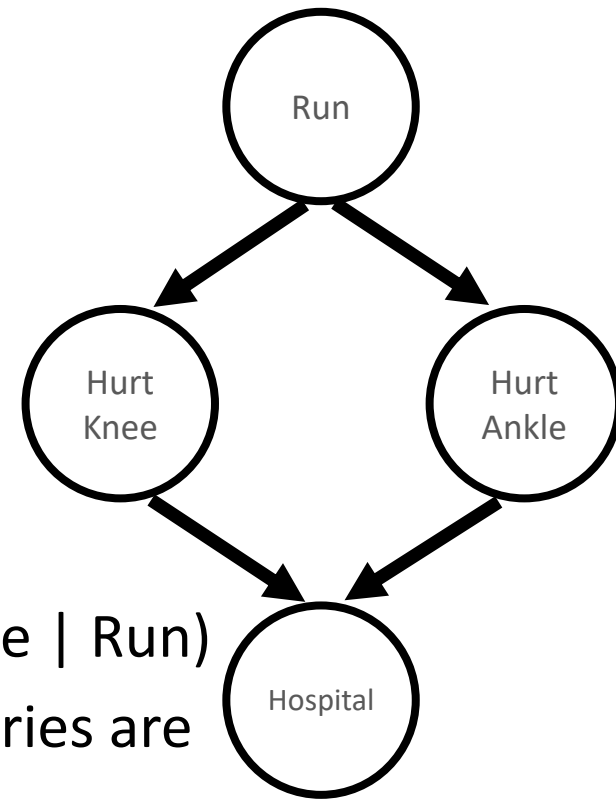 Run
Hurt
Knee
Hurt
Ankle
e | Run)
Hospital
ries are